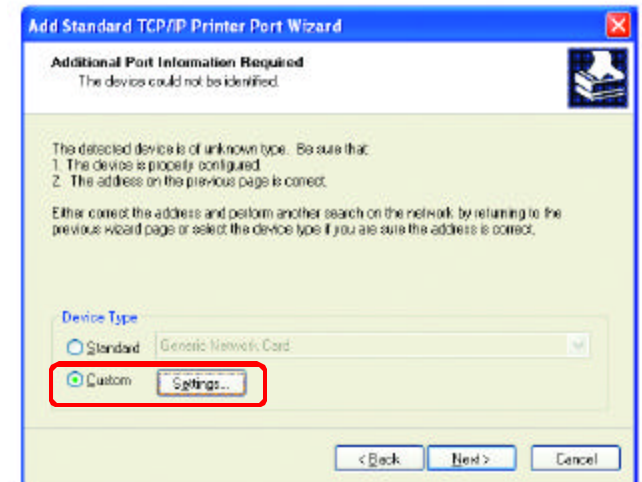 Add Standard TCP/IP Printer Port Wizard
Additional Port Information Required
The device could not be identified.
The detected device is of unknown type. Be sure that:
1. The device is properly configured.
2. The address on the previous page is correct.
Either correct the address and perform another search on the network by returning to the
previous wizard page or select the device type if you are sure the address is correct.
Device Type
Standard Generic Network Card
Custom Settings...
< Back Next > Cancel